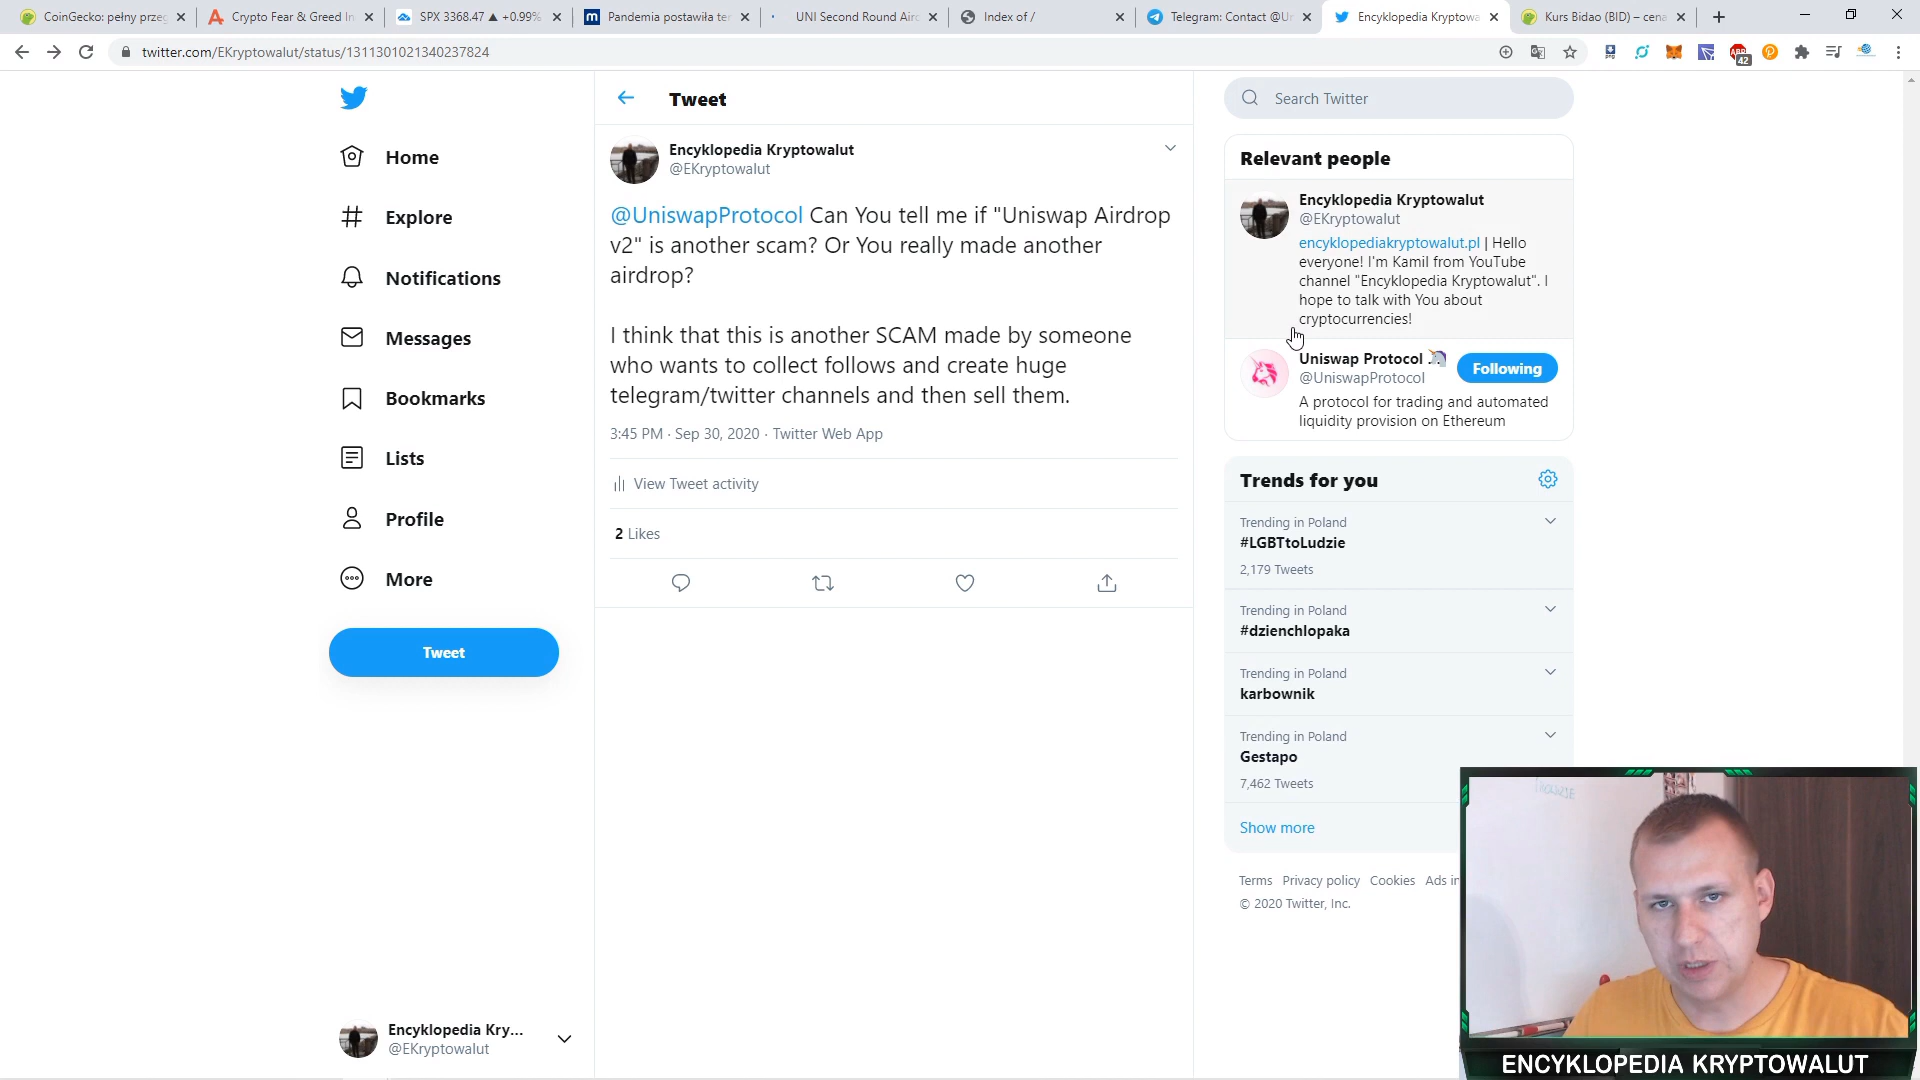 CoinGecko: pełny przeg
Crypto Fear & Greed In
SPX 3368.47 ▲ +0.99%
Pandemia postawiła te
UNI Second Round Air
Index of /
Telegram: Contact @Un
Encyklopedia Kryptowa
Kurs Bidao (BID) – cena
twitter.com/EKryptowalut/status/1311301021340237824
42
Home
Explore
Notifications
Messages
Bookmarks
Lists
Profile
More
Tweet
Encyklopedia Kry...
@EKryptowalut
Tweet
Encyklopedia Kryptowalut
@EKryptowalut
@UniswapProtocol Can You tell me if "Uniswap Airdrop
v2" is another scam? Or You really made another
airdrop?
I think that this is another SCAM made by someone
who wants to collect follows and create huge
telegram/twitter channels and then sell them.
3:45 PM · Sep 30, 2020 · Twitter Web App
View Tweet activity
2 Likes
Search Twitter
Relevant people
Encyklopedia Kryptowalut
@EKryptowalut
encyklopediakryptowalut.pl | Hello
everyone! I'm Kamil from YouTube
channel "Encyklopedia Kryptowalut". I
hope to talk with You about
cryptocurrencies!
Uniswap Protocol
@UniswapProtocol
Following
A protocol for trading and automated
liquidity provision on Ethereum
Trends for you
Trending in Poland
#LGBTtoLudzie
2,179 Tweets
Trending in Poland
#dzienchlopaka
Trending in Poland
karbownik
Trending in Poland
Gestapo
7,462 Tweets
Show more
Terms Privacy policy Cookies Ads in
© 2020 Twitter, Inc.
ENCYKLOPEDIA KRYPTOWALUT